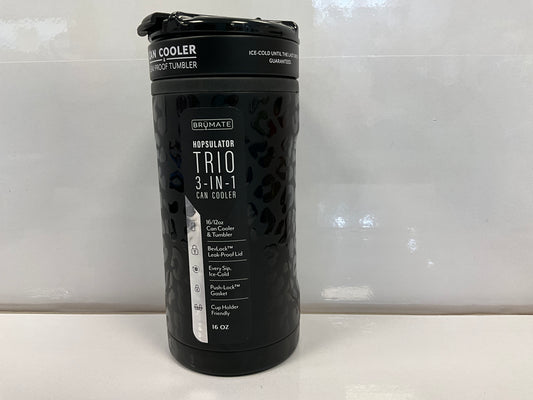 CAN COOLER
&
PROOF TUMBLER
ICE-COLD UNTIL THE LAST
GUARANTEED
BRÜMATE
HOPSULATOR
TRIO
3-IN-1
CAN COOLER
16/12oz
Can Cooler
& Tumbler
BevLock™
Leak-Proof Lid
Every Sip,
Ice-Cold
Push-Lock™
Gasket
Cup Holder
Friendly
16 OZ